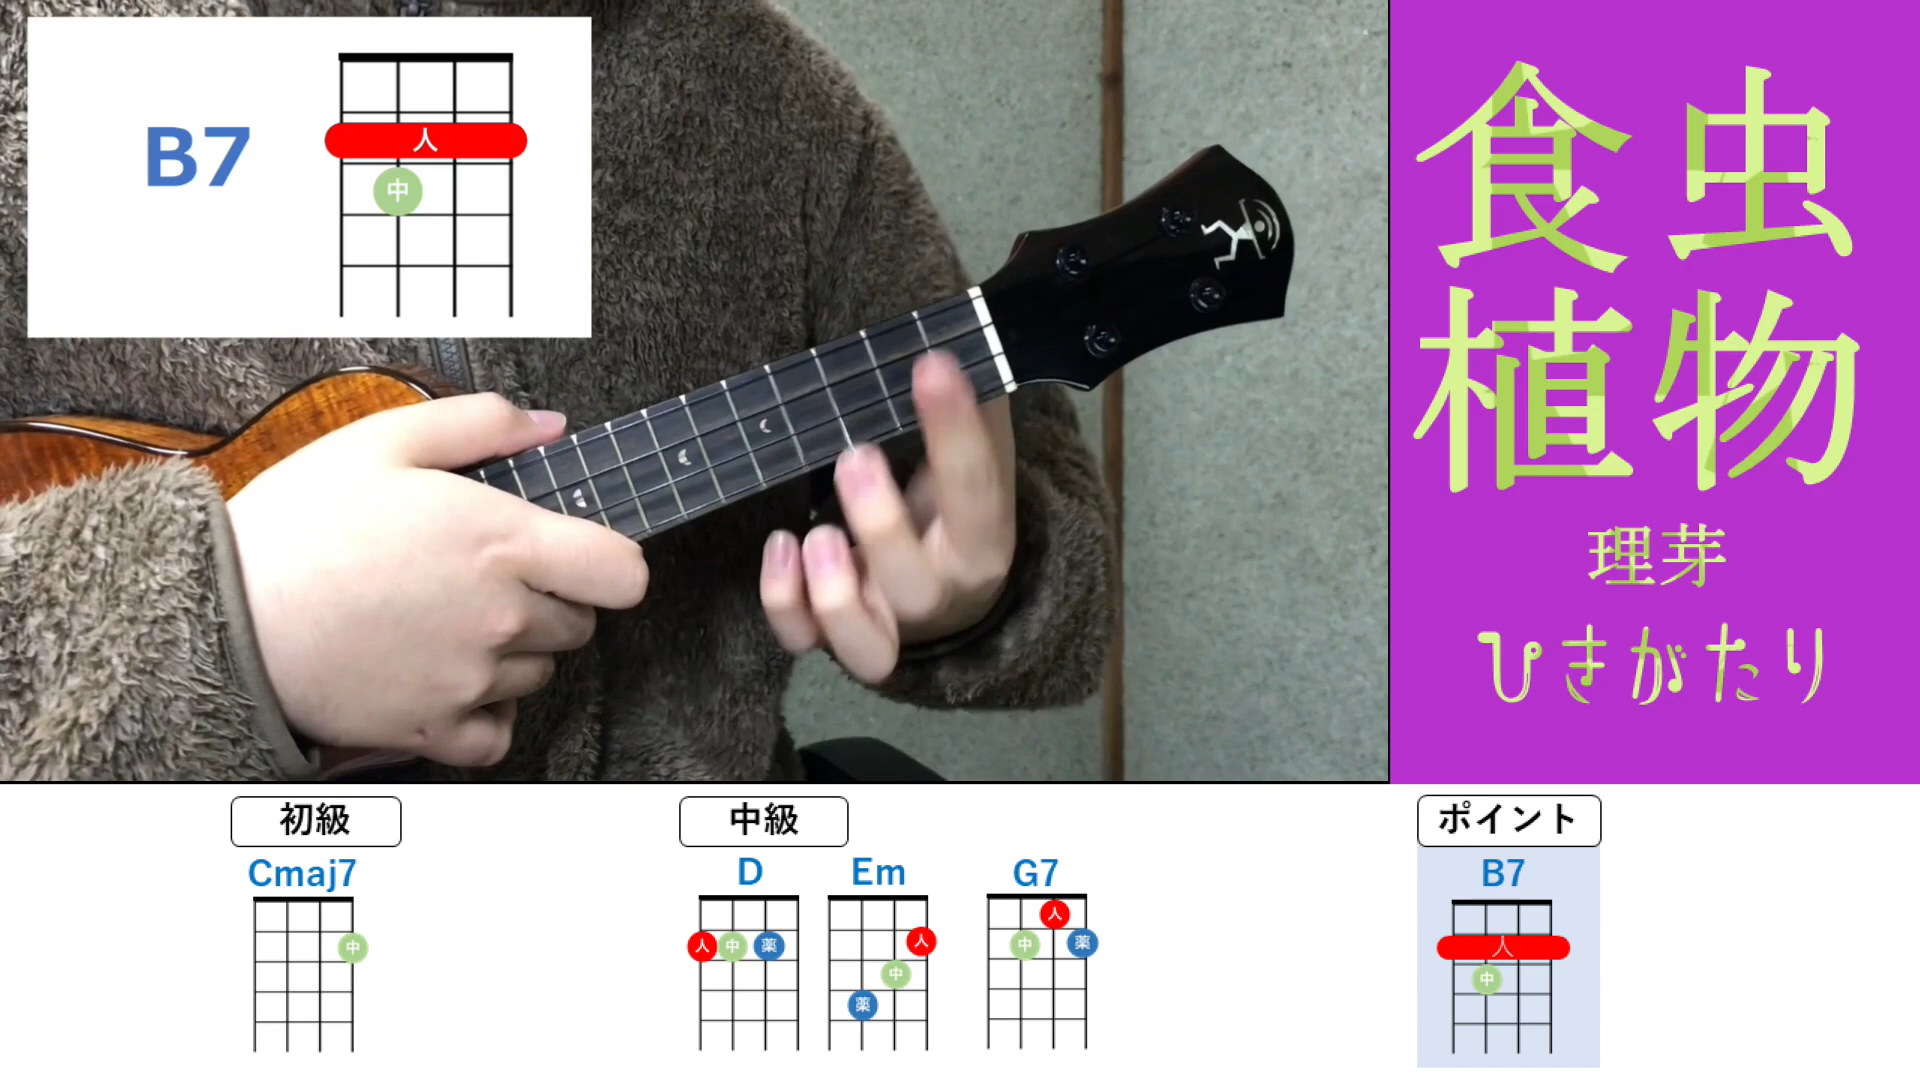 B7
人
中
食虫
植物
理芽
ひきがたり
初級
Cmaj7
中
中級
D
人 中 薬
Em
人
中
薬
G7
人
中 薬
ポイント
B7
人
中